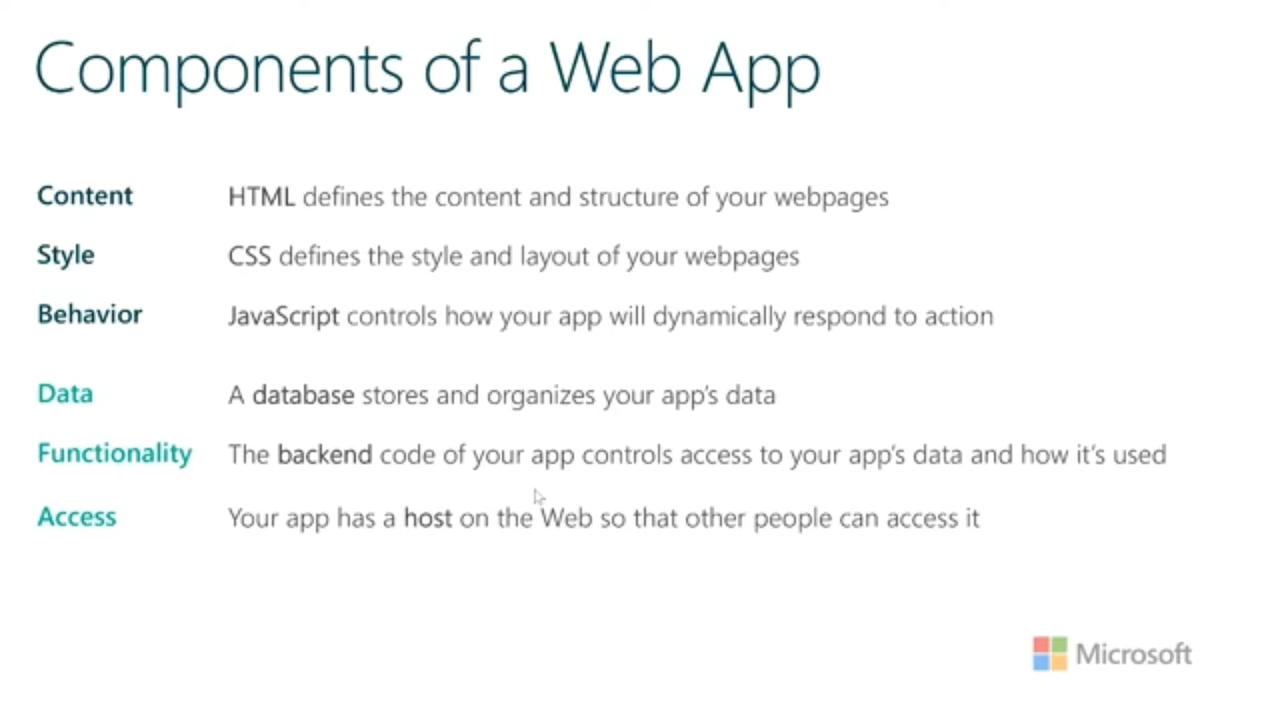 Components of a Web App
Content HTML defines the content and structure of your webpages
Style CSS defines the style and layout of your webpages
Behavior JavaScript controls how your app will dynamically respond to action
Data A database stores and organizes your app's data
Functionality The backend code of your app controls access to your app's data and how it's used
Access Your app has a host on the Web so that other people can access it
Microsoft